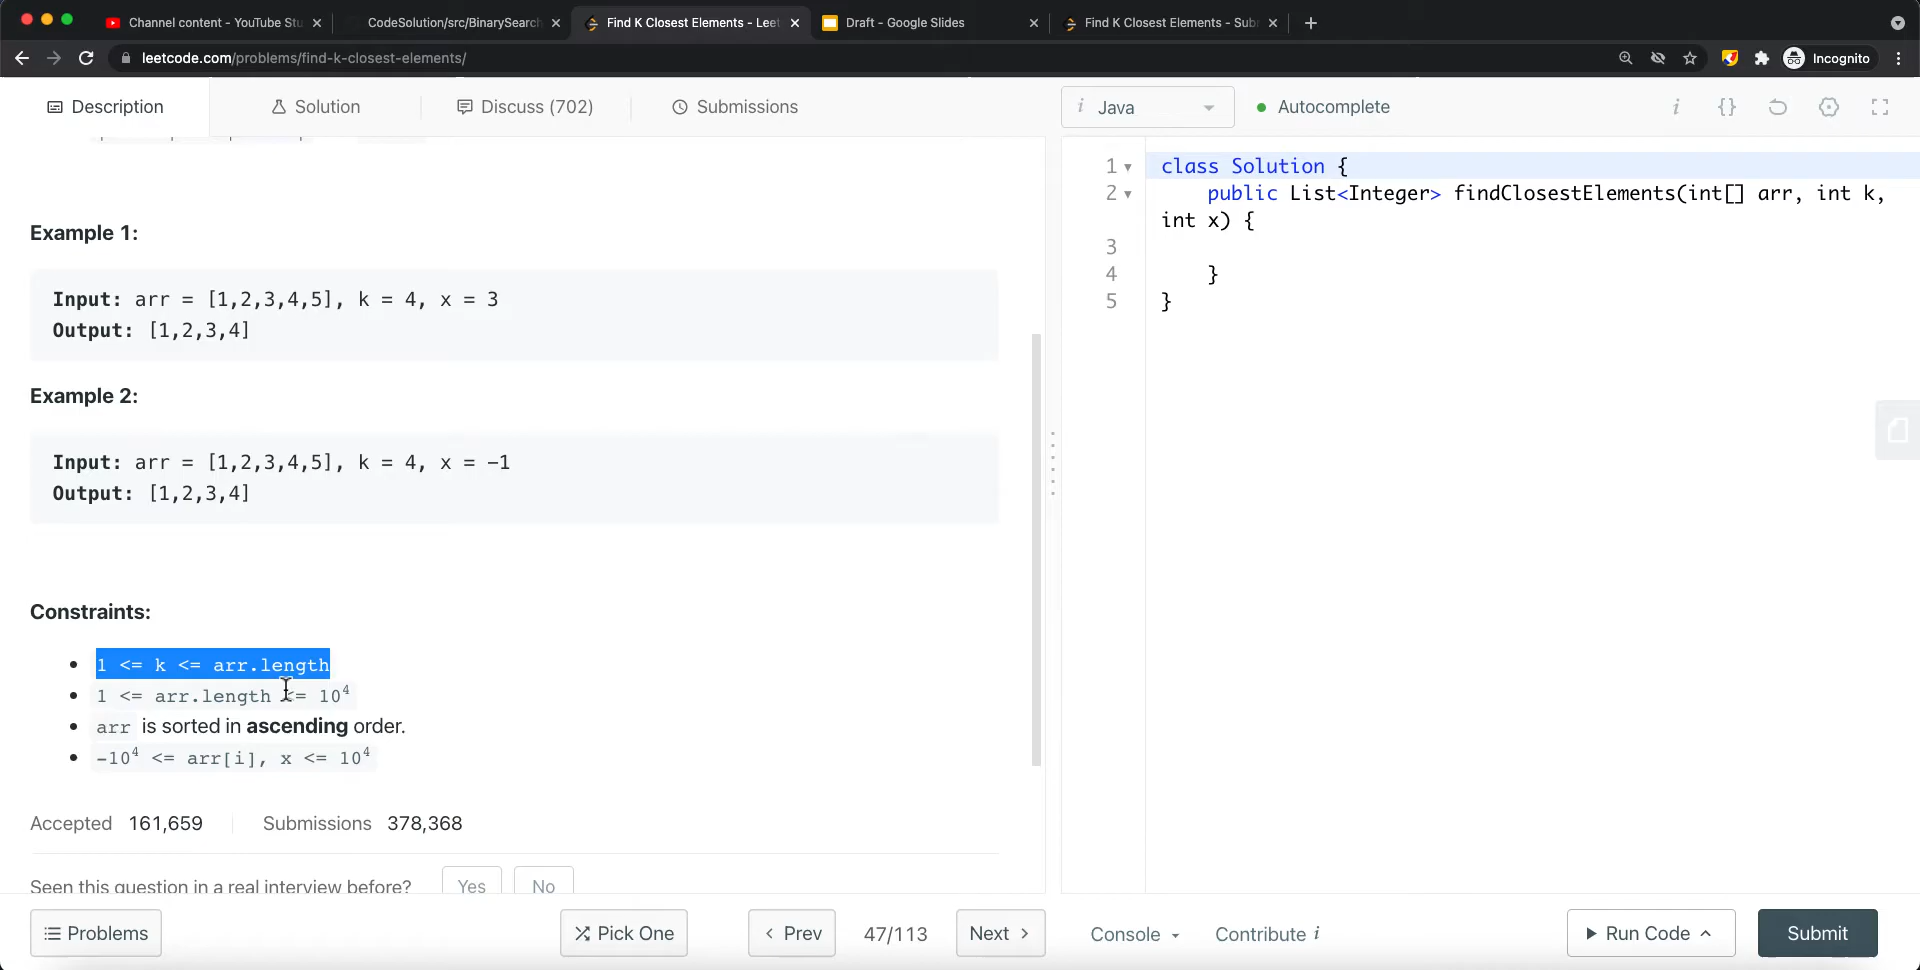 Channel content - YouTube Stu
CodeSolution/src/BinarySearch
Find K Closest Elements - Leet
Draft - Google Slides
Find K Closest Elements - Sub
leetcode.com/problems/find-k-closest-elements/
Incognito
Description
Solution
Discuss (702)
Submissions
i Java
Autocomplete
Example 1:
Input: arr = [1,2,3,4,5], k = 4, x = 3
Output: [1,2,3,4]
Example 2:
Input: arr = [1,2,3,4,5], k = 4, x = -1
Output: [1,2,3,4]
Constraints:
• 1 <= k <= arr.length
• 1 <= arr.length <= 10⁴
• arr is sorted in ascending order.
• -10⁴ <= arr[i], x <= 10⁴
Accepted 161,659
Submissions 378,368
Seen this question in a real interview before?
Yes
No
1 class Solution {
2 public List<Integer> findClosestElements(int[] arr, int k,
int x) {
3
4 }
5 }
Problems
Pick One
Prev
47/113
Next
Console
Contribute i
Run Code
Submit